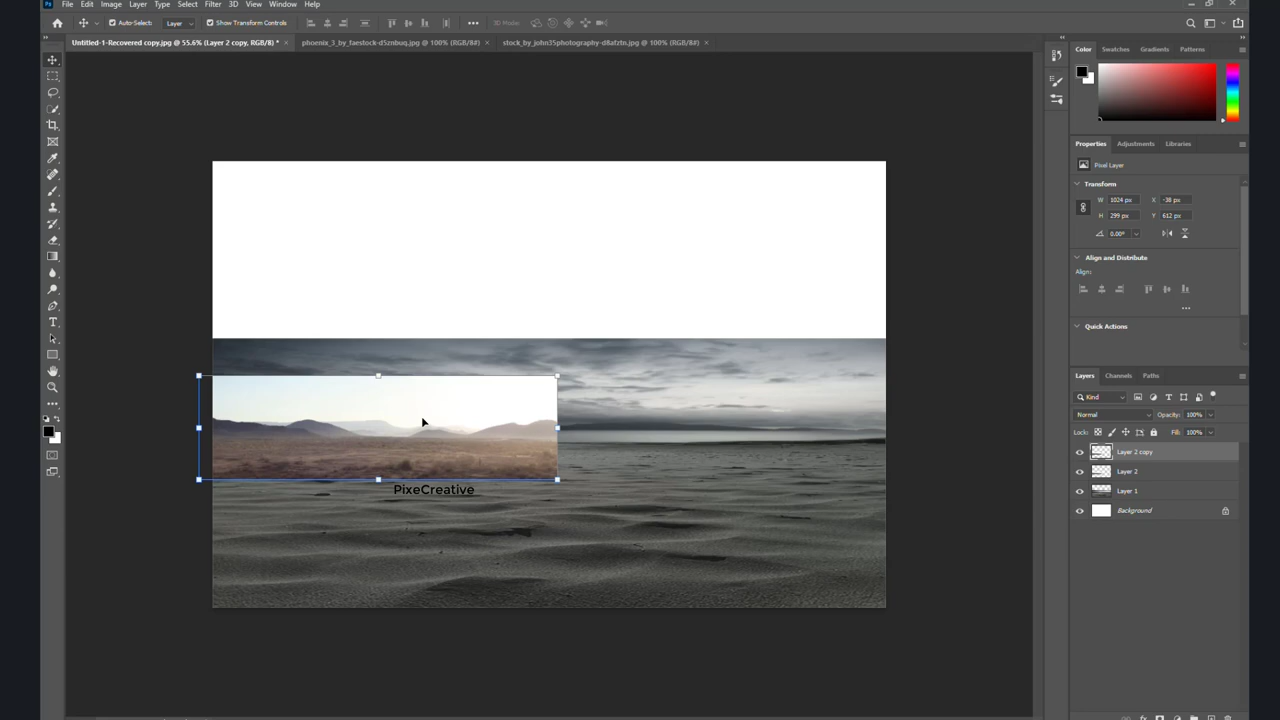 File Edit Image Layer Type Select Filter 3D View Window Help
Auto-Select: Layer Show Transform Controls 3D Mode:
Untitled-1-Recovered copy.jpg @ 55.6% (Layer 2 copy, RGB/8) * phoenix_3_by_faestock-d5znbuq.jpg @ 100% (RGB/8#) stock_by_john35photography-d8afztn.jpg @ 100% (RGB/8#)
Color Swatches Gradients Patterns
Properties Adjustments Libraries
Pixel Layer
Transform
W 1024 px X -38 px
H 299 px Y 612 px
0.00°
Align and Distribute
Align:
Quick Actions
Layers Channels Paths
Kind
Normal Opacity: 100%
Lock: Fill: 100%
Layer 2 copy
Layer 2
Layer 1
Background
PixeCreative